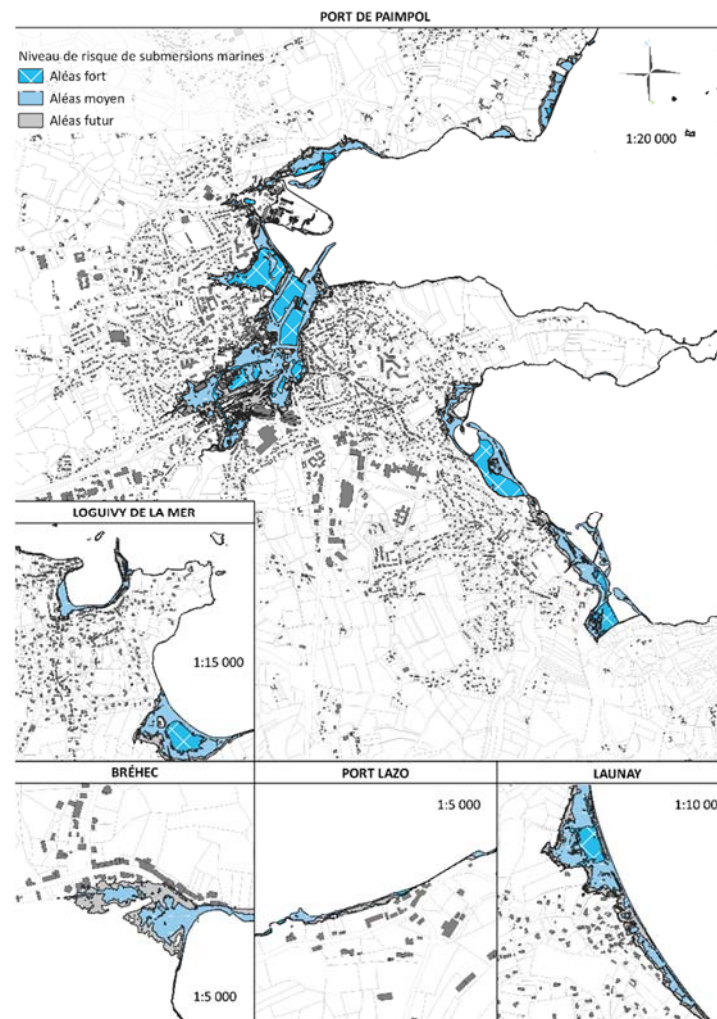 PORT DE PAIMPOL
Niveau de risque de submersions marines
Aléas fort
Aléas moyen
Aléas futur
1:20 000
LOGUIVY DE LA MER
1:15 000
BRÉHEC
PORT LAZO
LAUNAY
1:5 000
1:10 000
1:5 000